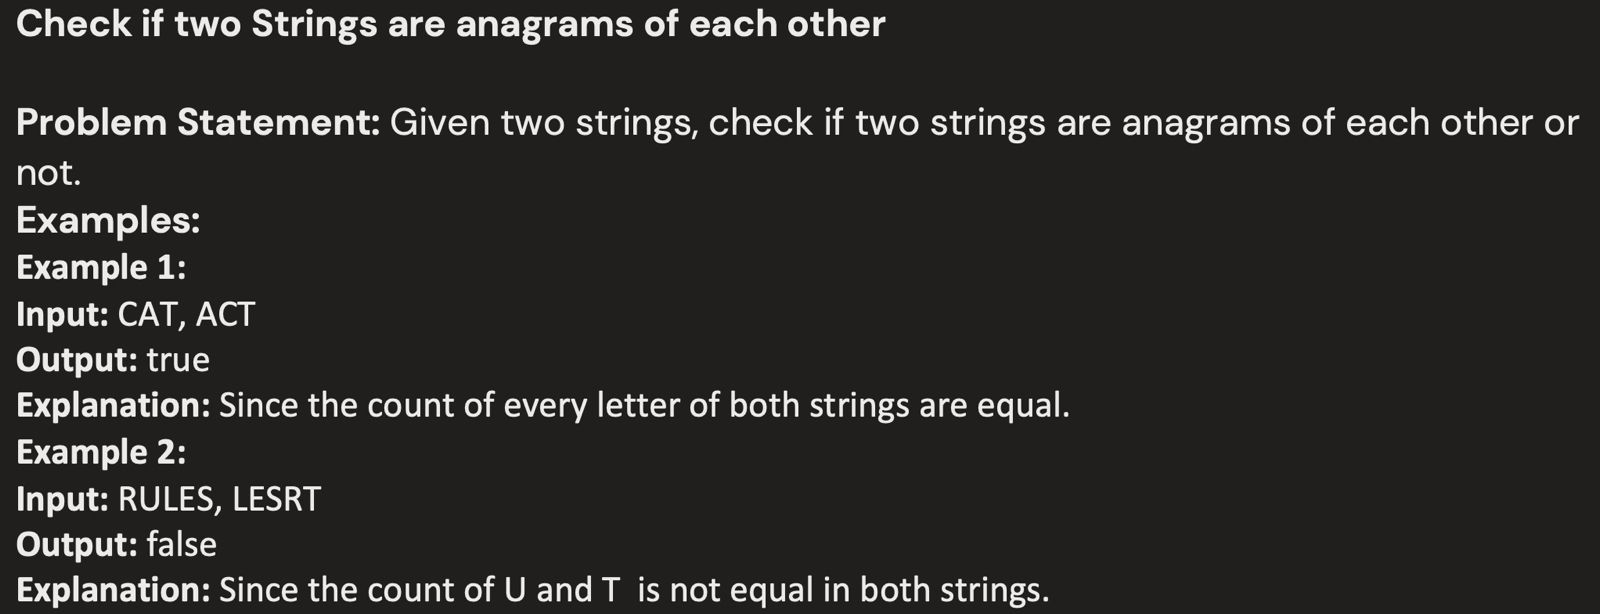 Check if two Strings are anagrams of each other
Problem Statement: Given two strings, check if two strings are anagrams of each other or
not.
Examples:
Example 1:
Input: CAT, ACT
Output: true
Explanation: Since the count of every letter of both strings are equal.
Example 2:
Input: RULES, LESRT
Output: false
Explanation: Since the count of U and T  is not equal in both strings.